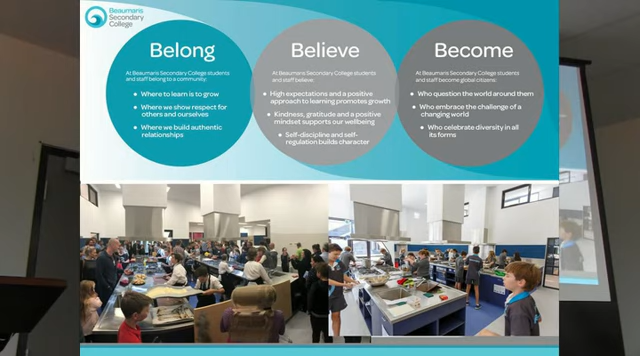 Beaumaris
Secondary
College
Belong
At Beaumaris Secondary College students
and staff belong to a community:
Where to learn is to grow
Where we show respect for
others and ourselves
Where we build authentic
relationships
Believe
At Beaumaris Secondary College students
and staff believe:
High expectations and a positive
approach to learning promotes growth
Kindness, gratitude and a positive
mindset supports our wellbeing
Self-discipline and self-
regulation builds character
Become
At Beaumaris Secondary College students
and staff become global citizens:
Who question the world around them
Who embrace the challenge of a
changing world
Who celebrate diversity in all
its forms